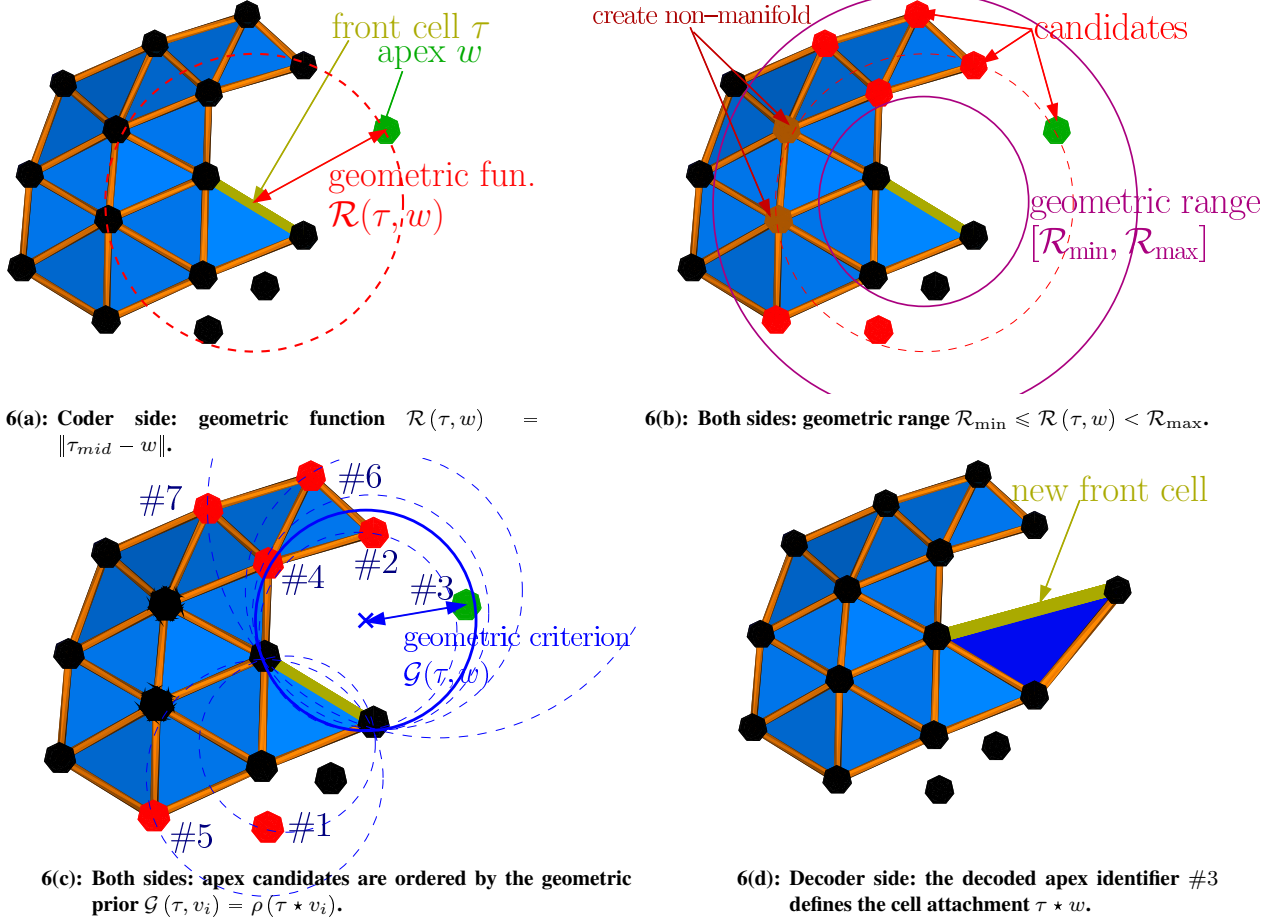 front cell τ
apex w
geometric fun.
R(τ, w)
create non–manifold
candidates
geometric range
[R_min, R_max]
6(a): Coder side: geometric function R (τ, w) =
‖τ_mid − w‖.
6(b): Both sides: geometric range R_min ⩽ R (τ, w) < R_max.
#7
#6
#2
#4
#3
geometric criterion
G(τ, w)
#5
#1
new front cell
6(c): Both sides: apex candidates are ordered by the geometric
prior G (τ, v_i) = ρ (τ ⋆ v_i).
6(d): Decoder side: the decoded apex identifier #3
defines the cell attachment τ ⋆ w.